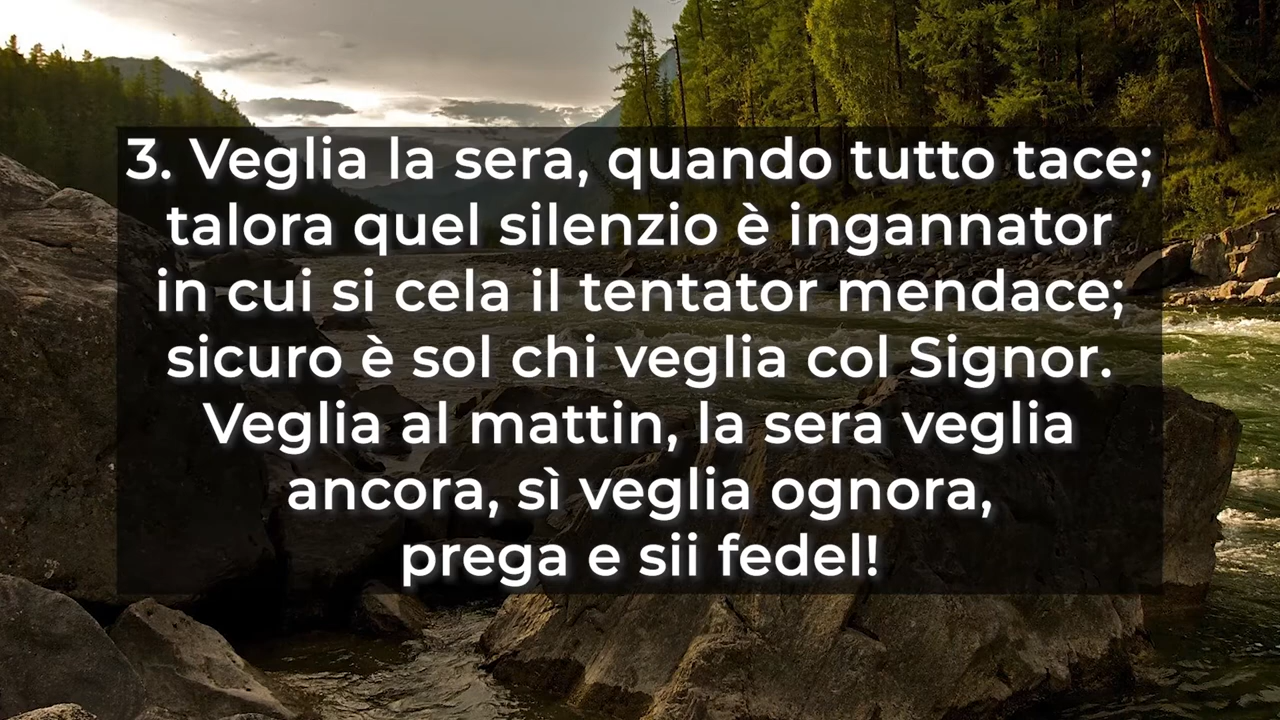 3. Veglia la sera, quando tutto tace;
talora quel silenzio è ingannator
in cui si cela il tentator mendace;
sicuro è sol chi veglia col Signor.
Veglia al mattin, la sera veglia
ancora, sì veglia ognora,
prega e sii fedel!